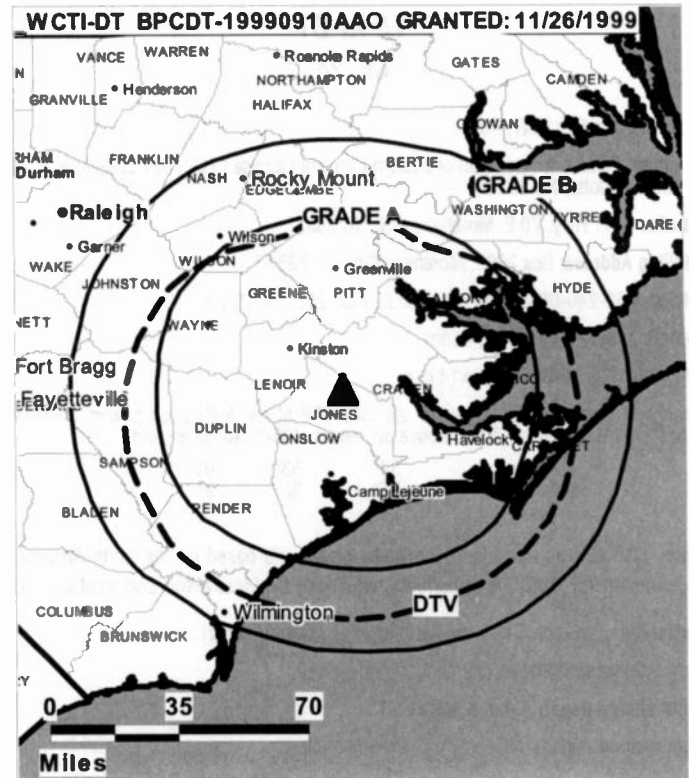 WCTI-DT BPCDT-19990910AAO GRANTED: 11/26/1999
VANCE
WARREN
Roanoke Rapids
GATES
NORTHAMPTON
CAMDEN
Henderson
GRANVILLE
HALIFAX
FRANKLIN
BERTIE
Durham
NASH
Rocky Mount
EDGECOMBE
GRADE B
Raleigh
GRADE A
WASHINGTON
DARE
Wilson
Garner
WAKE
WILSON
Greenville
JOHNSTON
HYDE
GREENE
PITT
WAYNE
Kinston
Fort Bragg
LENOIR
CRAVEN
Fayetteville
JONES
DUPLIN
ONSLOW
Havelock
SAMPSON
Camp Lejeune
BLADEN
PENDER
DTV
COLUMBUS
Wilmington
BRUNSWICK
0 35 70
Miles